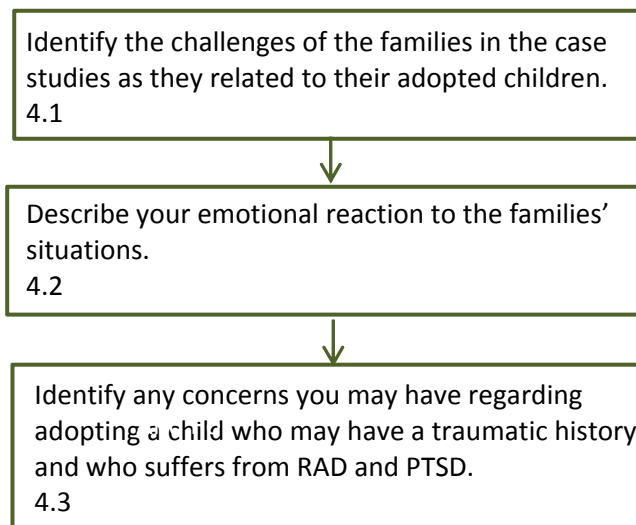 Identify the challenges of the families in the case
studies as they related to their adopted children.
4.1
Describe your emotional reaction to the families’
situations.
4.2
Identify any concerns you may have regarding
adopting a child who may have a traumatic history
and who suffers from RAD and PTSD.
4.3